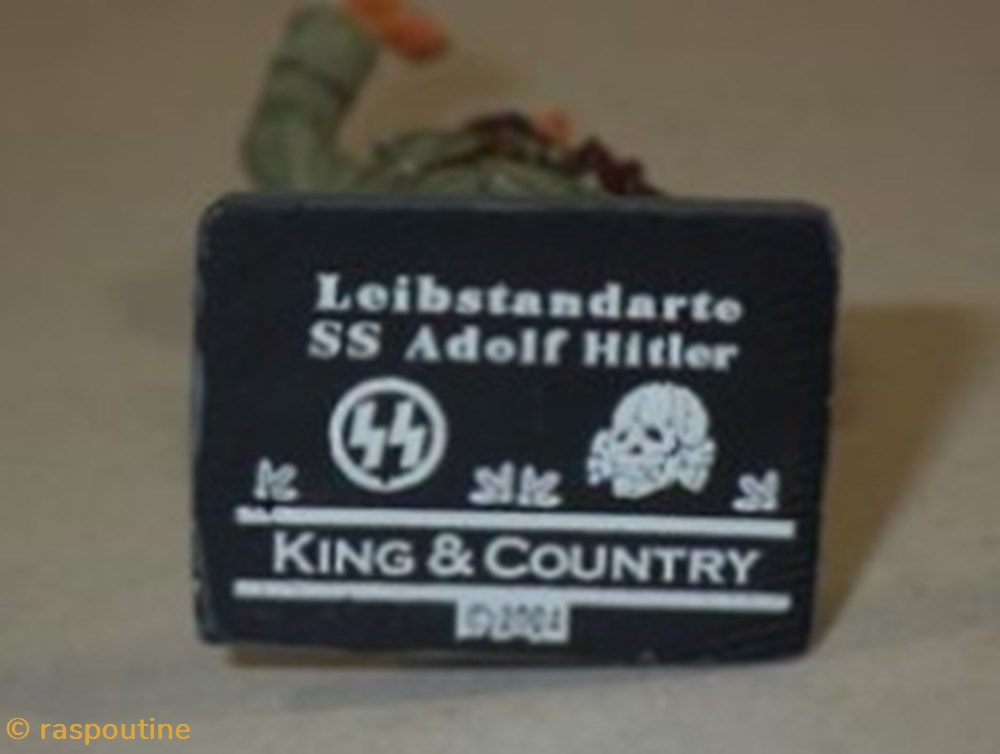 Leibstandarte
SS Adolf Hitler
KING & COUNTRY
© raspoutine